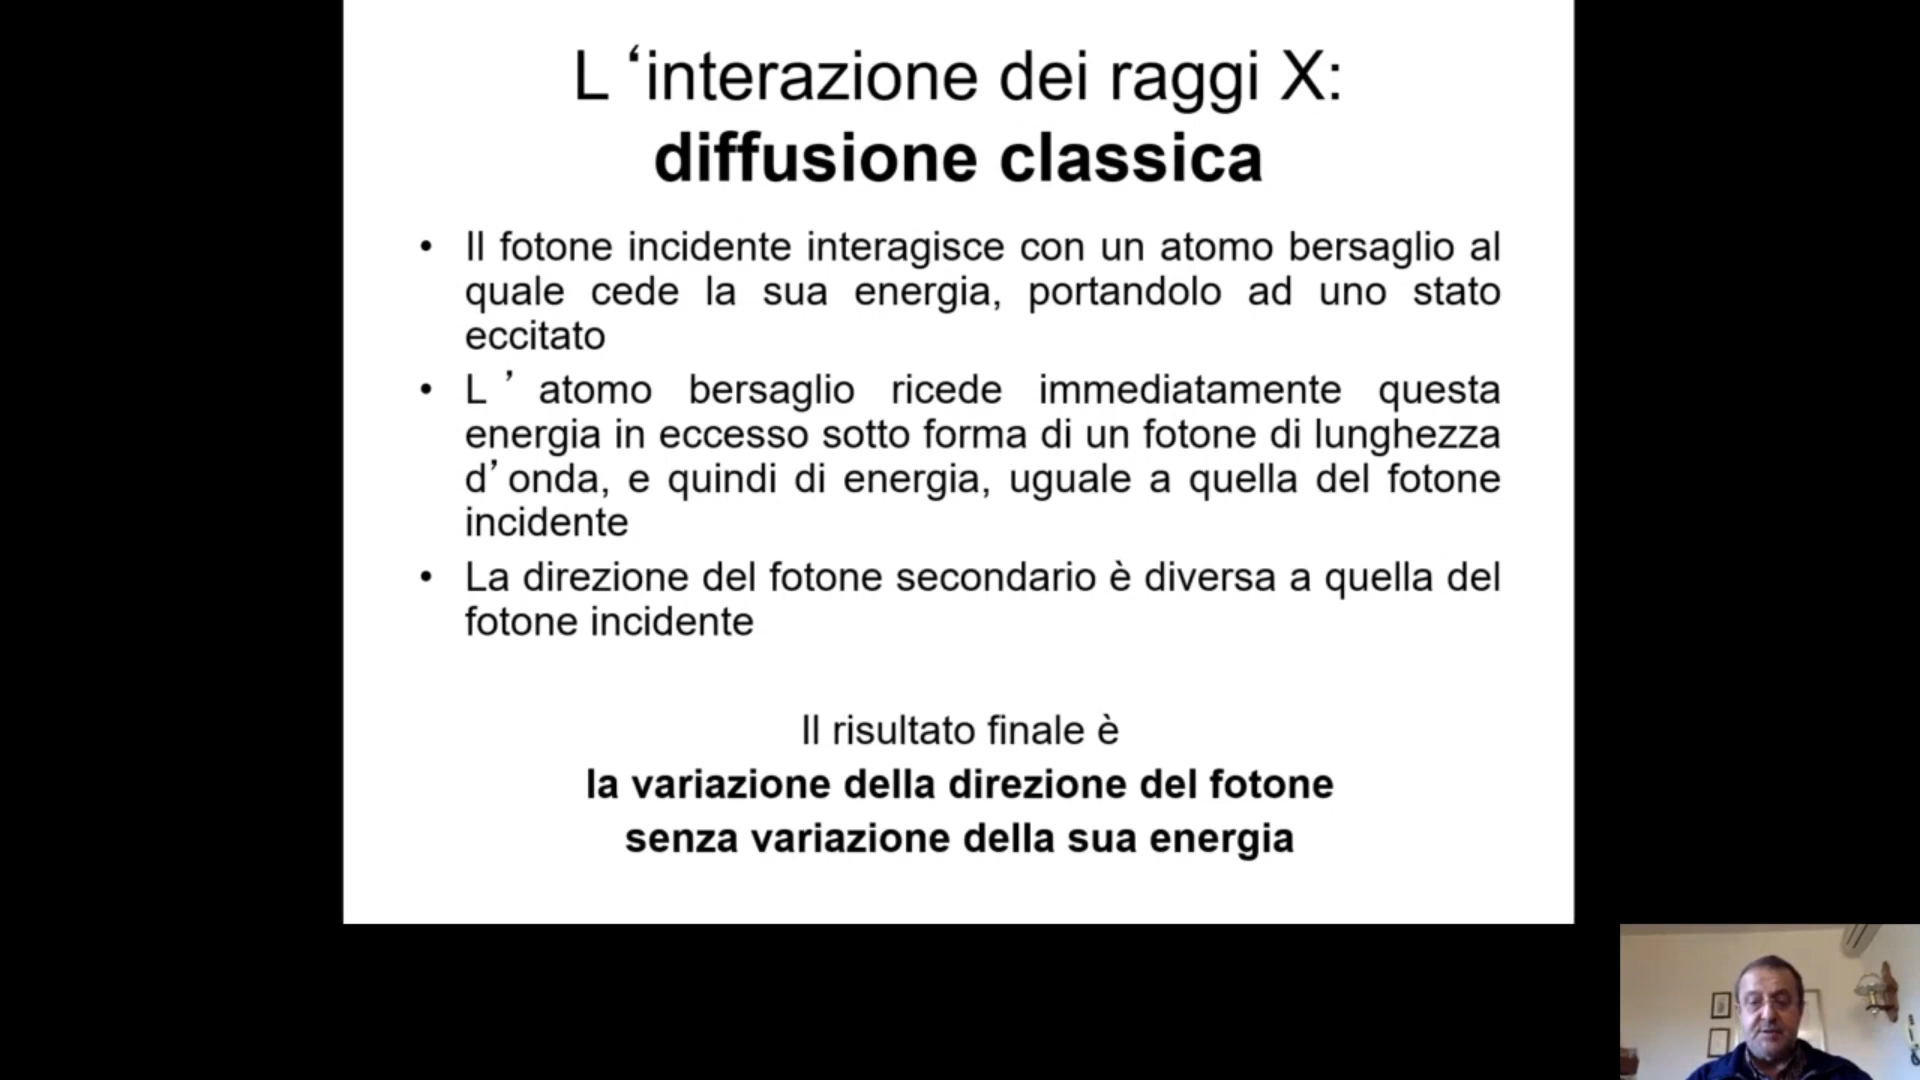 L ‘interazione dei raggi X:
diffusione classica
• Il fotone incidente interagisce con un atomo bersaglio al
quale cede la sua energia, portandolo ad uno stato
eccitato
• L ’ atomo bersaglio ricede immediatamente questa
energia in eccesso sotto forma di un fotone di lunghezza
d’ onda, e quindi di energia, uguale a quella del fotone
incidente
• La direzione del fotone secondario è diversa a quella del
fotone incidente
Il risultato finale è
la variazione della direzione del fotone
senza variazione della sua energia